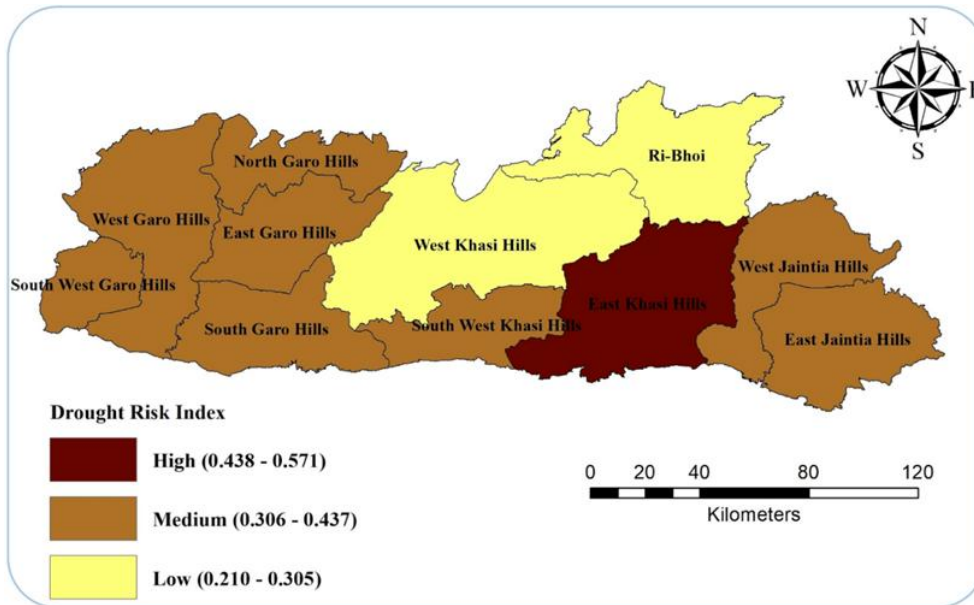 N
W E
S
North Garo Hills
Ri-Bhoi
West Garo Hills
East Garo Hills
West Khasi Hills
West Jaintia Hills
South West Garo Hills
East Khasi Hills
South Garo Hills
South West Khasi Hills
East Jaintia Hills
Drought Risk Index
High (0.438 - 0.571)
Medium (0.306 - 0.437)
Low (0.210 - 0.305)
0 20 40 80 120
Kilometers